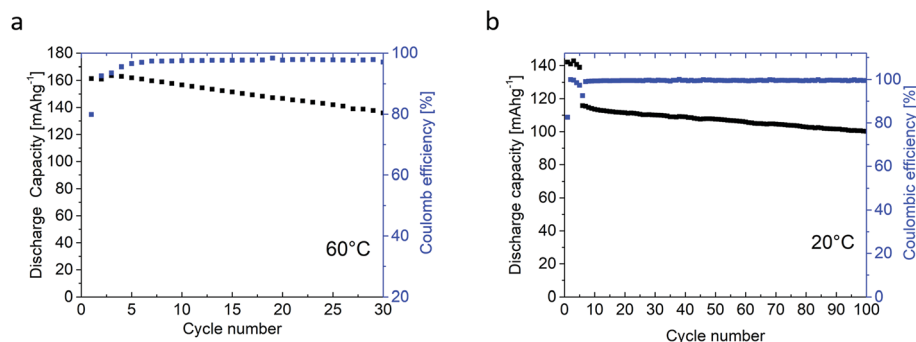 a
180
160
140
120
100
80
60
40
20
0
Discharge Capacity [mAhg-1]
0 5 10 15 20 25 30
Cycle number
100
80
60
40
20
Coulomb efficiency [%]
60°C
b
140
120
100
80
60
40
20
0
Discharge capacity [mAhg-1]
0 10 20 30 40 50 60 70 80 90 100
Cycle number
100
80
60
40
20
0
Coulombic efficiency [%]
20°C